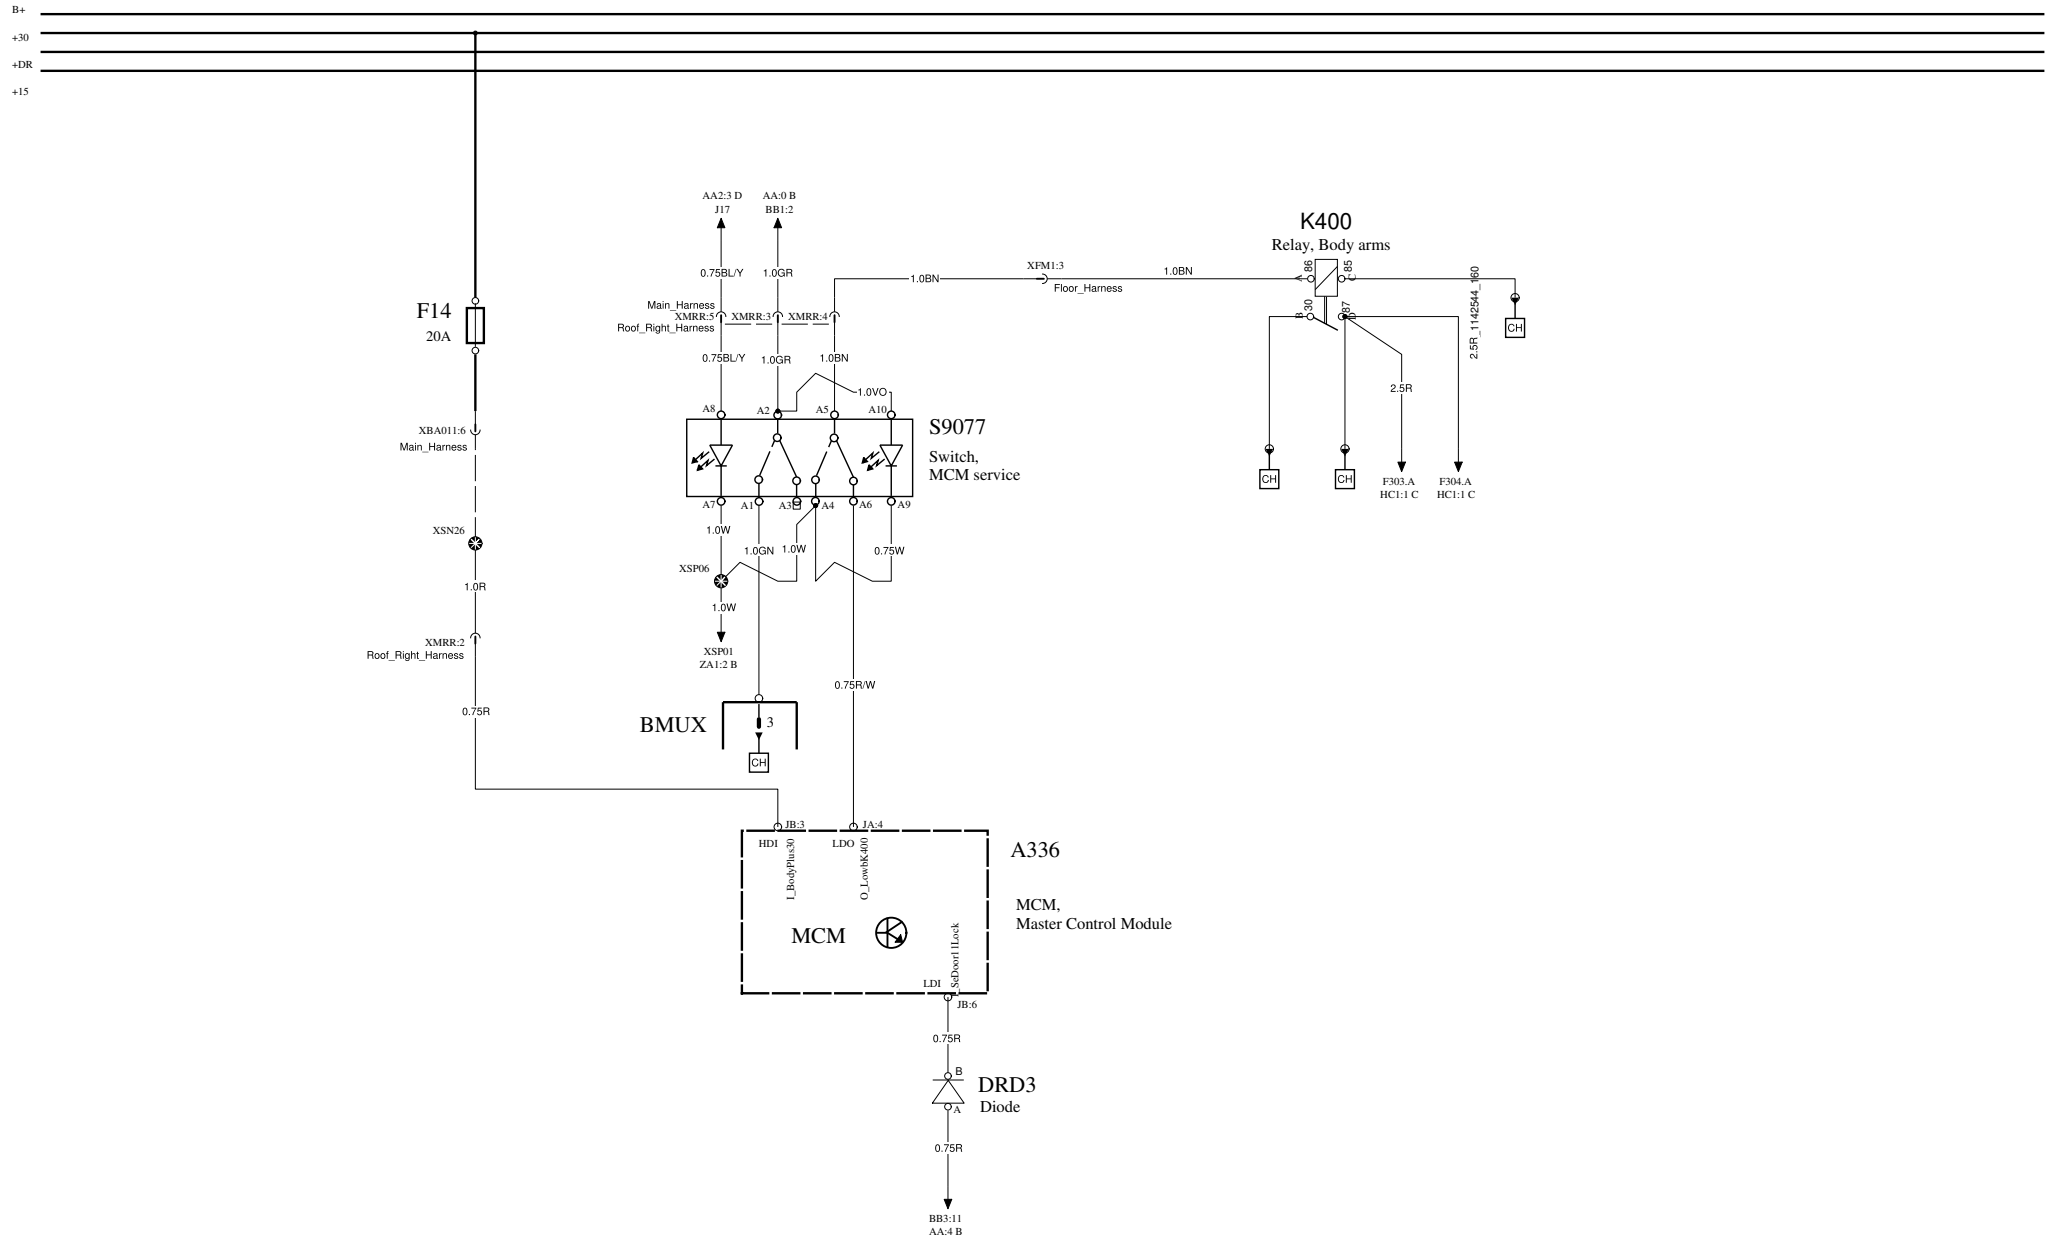 B+
+30
+DR
+15
AA2:3 D
J17
AA:0 B
BB1:2
0.75BL/Y
1.0GR
Main_Harness
XMRR:5
XMRR:3
XMRR:4
Roof_Right_Harness
0.75BL/Y
1.0GR
1.0BN
1.0VO
1.0BN
XFM1:3
Floor_Harness
1.0BN
K400
Relay, Body arms
86
A
85
C
30
B
87
D
2.5R_1142544_160
CH
2.5R
CH
CH
F303.A
HC1:1 C
F304.A
HC1:1 C
F14
20A
XBA011:6
Main_Harness
XSN26
1.0R
XMRR:2
Roof_Right_Harness
0.75R
A8
A2
A5
A10
S9077
Switch,
MCM service
A7
A1
A3
A4
A6
A9
1.0W
1.0GN
1.0W
0.75W
XSP06
1.0W
XSP01
ZA1:2 B
0.75R/W
BMUX
3
CH
JB:3
JA:4
HDI
I_BodyPlus30
LDO
O_LowbK400
A336
MCM,
Master Control Module
MCM
LDI
I_SeDoor11Lock
JB:6
0.75R
B
DRD3
Diode
A
0.75R
BB3:11
AA:4 B